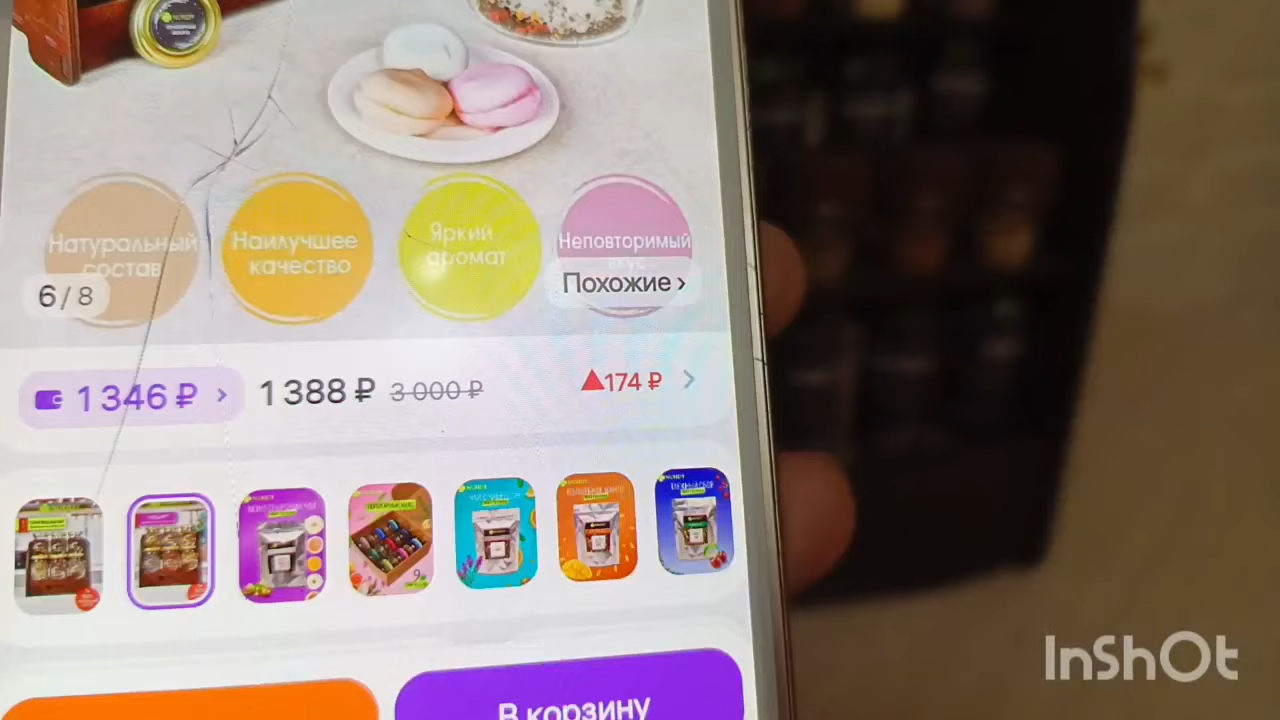 Натуральный
состав
Наилучшее
качество
Яркий
аромат
Неповторимый
вкус
6/8
Похожие ›
1 346 ₽ ›
1 388 ₽
3 000 ₽
▲174 ₽ ›
В корзину
InShOt